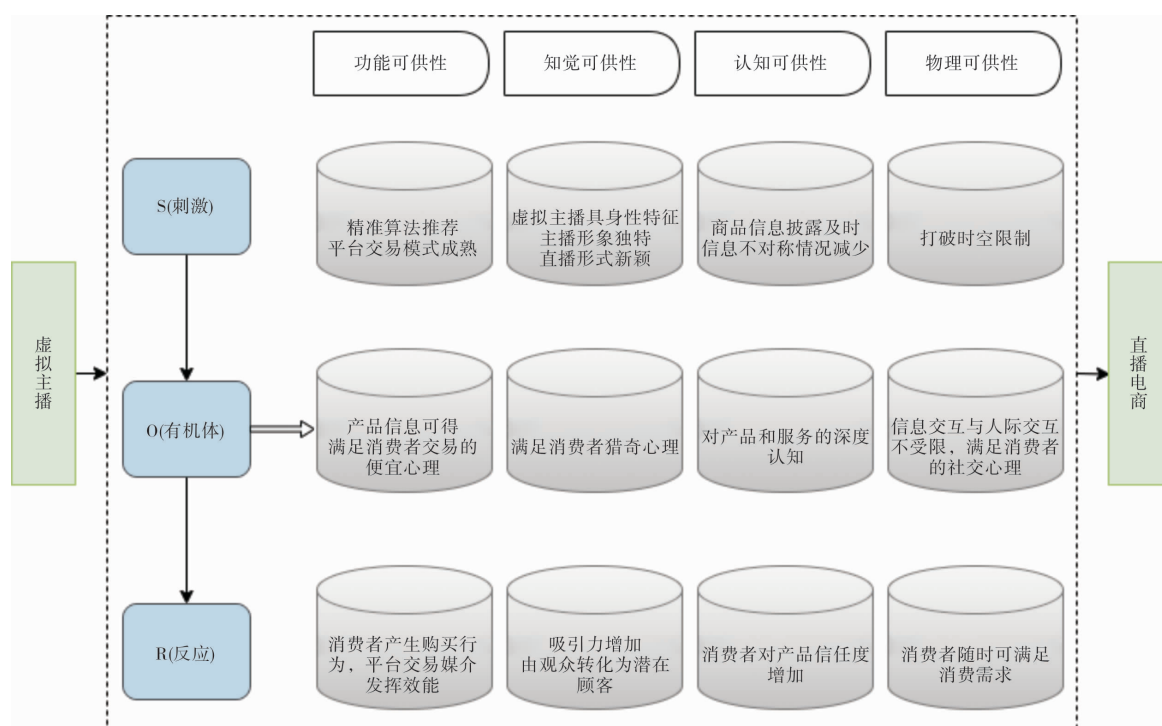 功能可供性
知觉可供性
认知可供性
物理可供性
S(刺激)
精准算法推荐
平台交易模式成熟
虚拟主播具身性特征
主播形象独特
直播形式新颖
商品信息披露及时
信息不对称情况减少
打破时空限制
虚拟主播
直播电商
O(有机体)
产品信息可得
满足消费者交易的
便宜心理
满足消费者猎奇心理
对产品和服务的深度
认知
信息交互与人际交互
不受限，满足消费者
的社交心理
R(反应)
消费者产生购买行
为，平台交易媒介
发挥效能
吸引力增加
由观众转化为潜在
顾客
消费者对产品信任度
增加
消费者随时可满足
消费需求